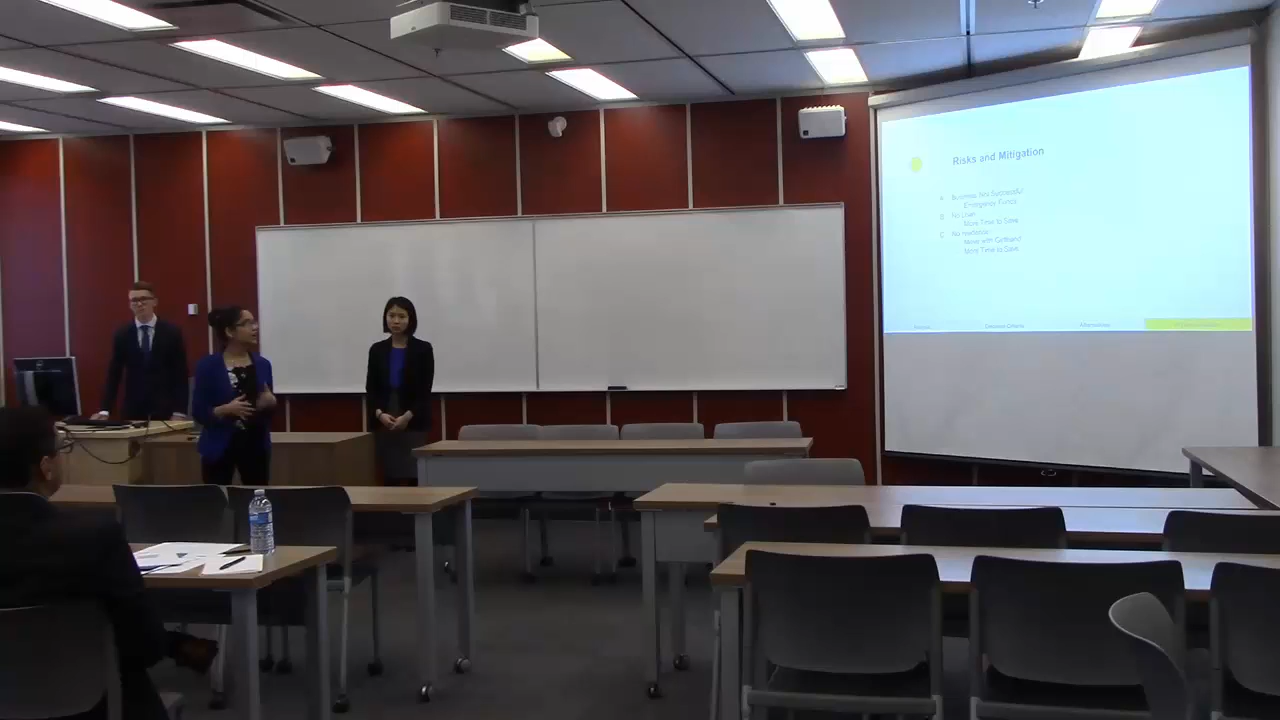 Risks and Mitigation
A. Business Not Successful
Emergency Funds
B. No Loan
More Time to Save
C. No
Move with Girlfriend
More Time to Save
Decision Criteria
Alternatives